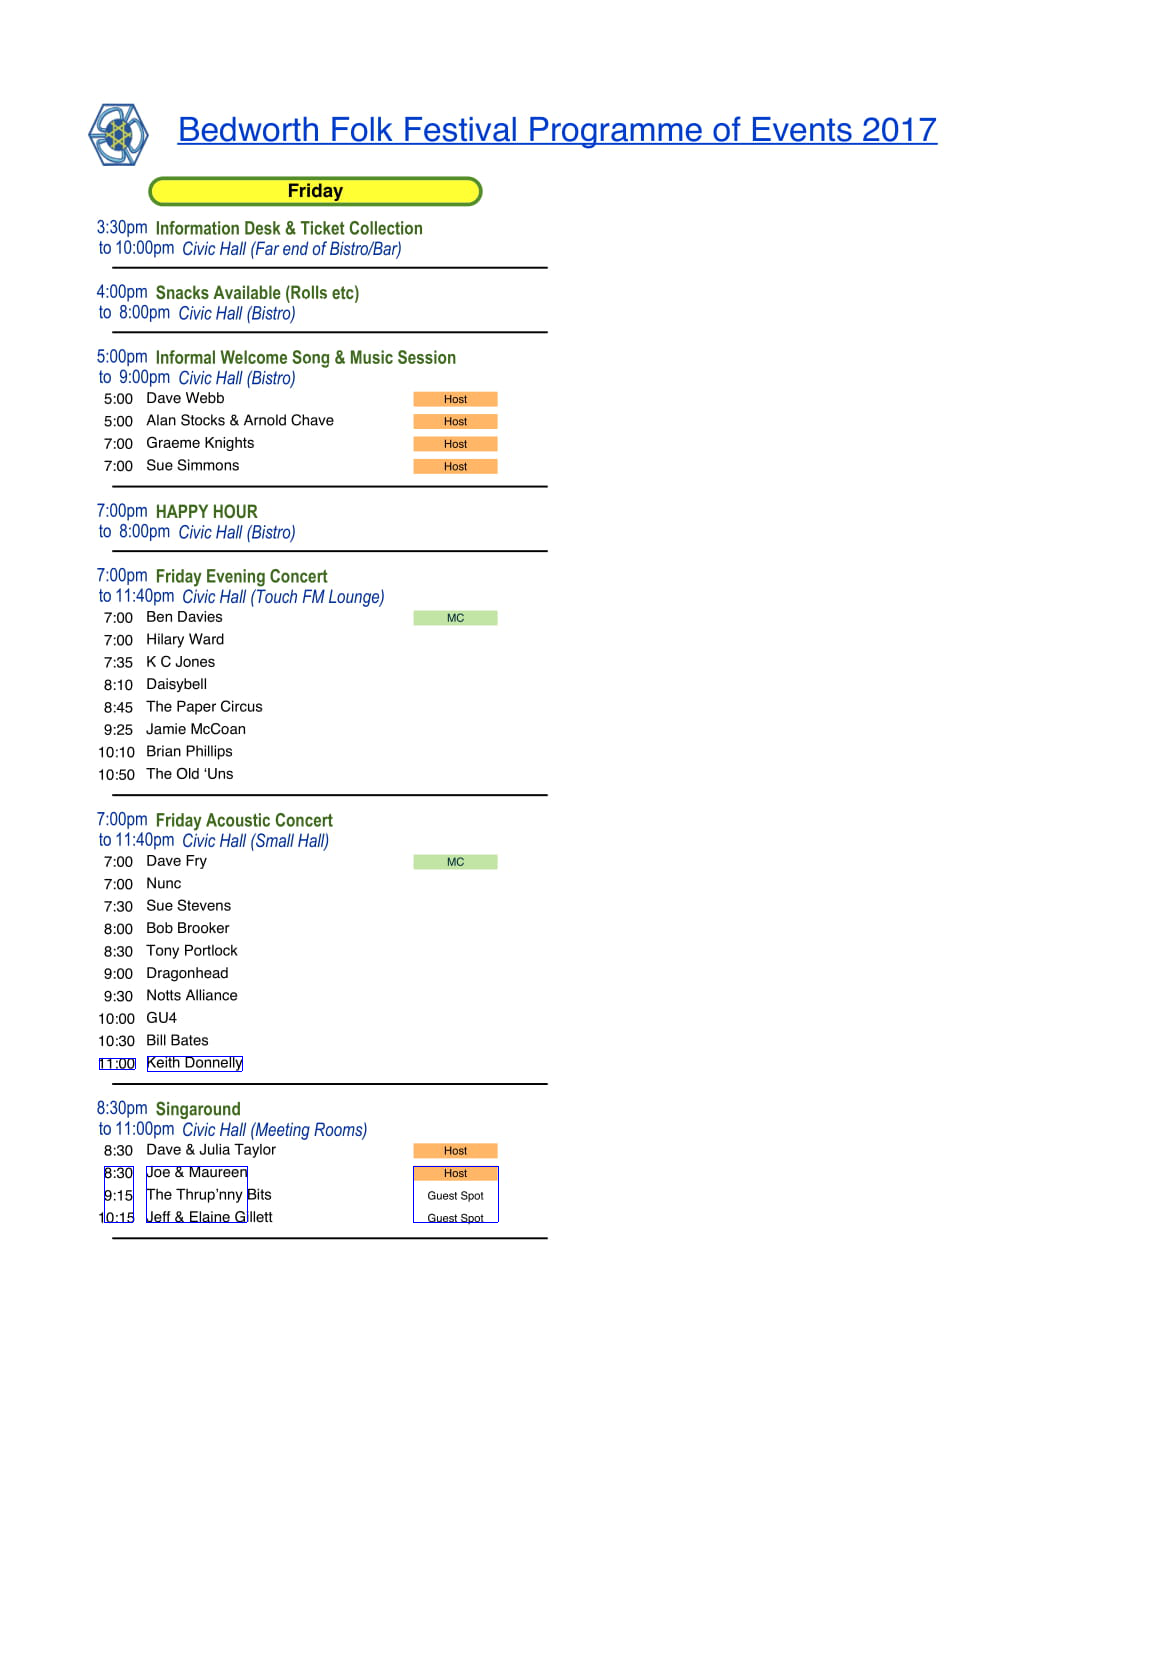 Bedworth Folk Festival Programme of Events 2017
Friday
3:30pm Information Desk & Ticket Collection
to 10:00pm Civic Hall (Far end of Bistro/Bar)
4:00pm Snacks Available (Rolls etc)
to 8:00pm Civic Hall (Bistro)
5:00pm Informal Welcome Song & Music Session
to 9:00pm Civic Hall (Bistro)
5:00 Dave Webb Host
5:00 Alan Stocks & Arnold Chave Host
7:00 Graeme Knights Host
7:00 Sue Simmons Host
7:00pm HAPPY HOUR
to 8:00pm Civic Hall (Bistro)
7:00pm Friday Evening Concert
to 11:40pm Civic Hall (Touch FM Lounge)
7:00 Ben Davies MC
7:00 Hilary Ward
7:35 K C Jones
8:10 Daisybell
8:45 The Paper Circus
9:25 Jamie McCoan
10:10 Brian Phillips
10:50 The Old ‘Uns
7:00pm Friday Acoustic Concert
to 11:40pm Civic Hall (Small Hall)
7:00 Dave Fry MC
7:00 Nunc
7:30 Sue Stevens
8:00 Bob Brooker
8:30 Tony Portlock
9:00 Dragonhead
9:30 Notts Alliance
10:00 GU4
10:30 Bill Bates
11:00 Keith Donnelly
8:30pm Singaround
to 11:00pm Civic Hall (Meeting Rooms)
8:30 Dave & Julia Taylor Host
8:30 Joe & Maureen Host
9:15 The Thrup’nny Bits Guest Spot
10:15 Jeff & Elaine Gillett Guest Spot